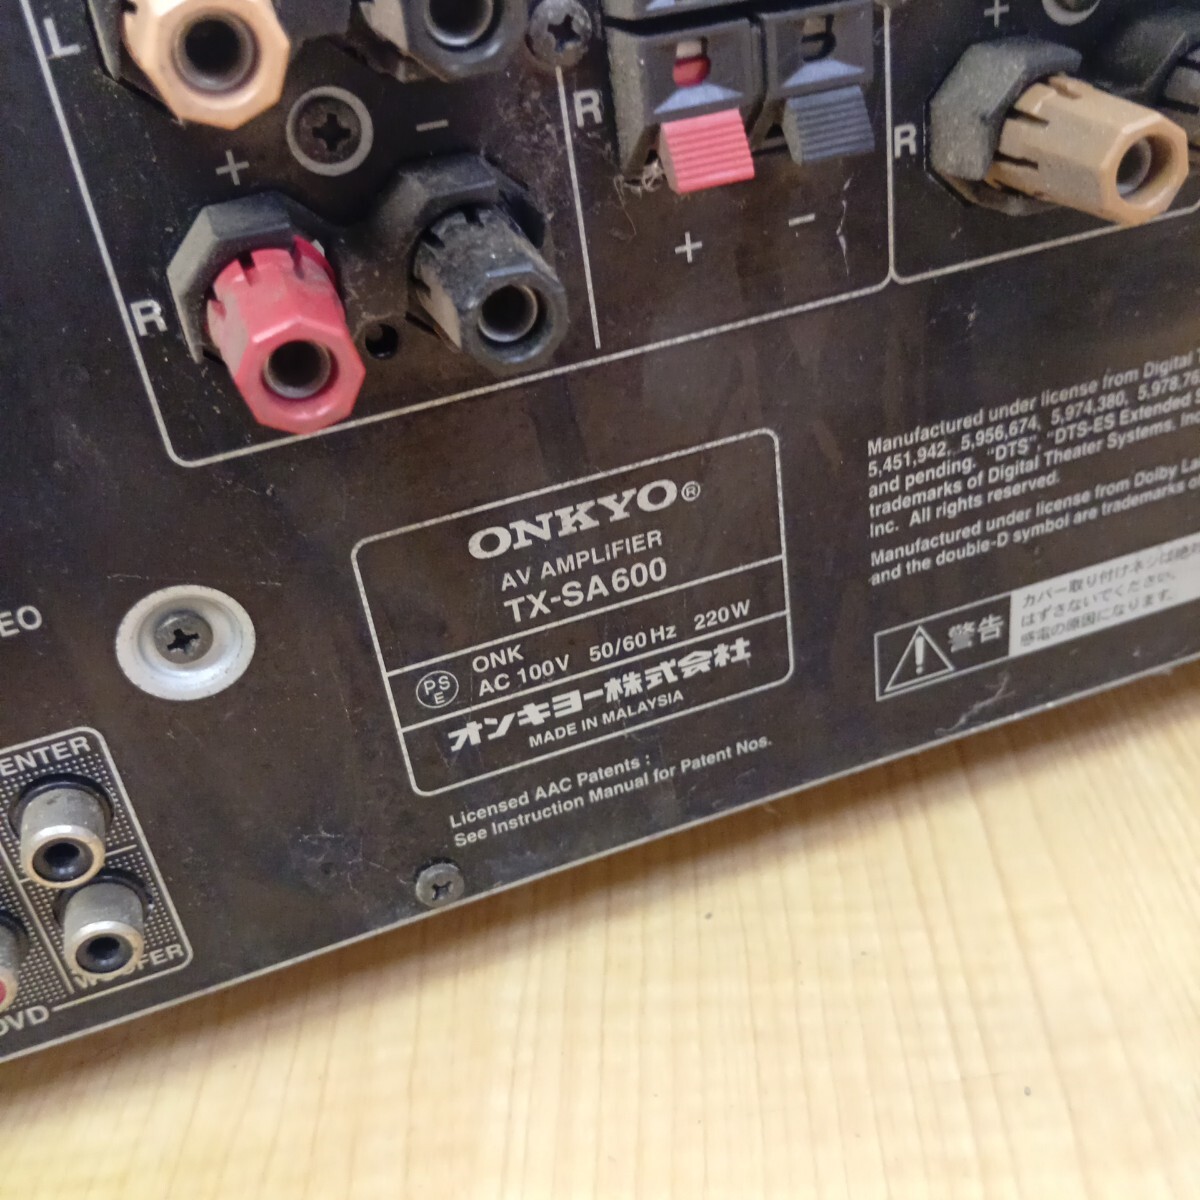 L
+
−
R
R
+
−
+
R
ONKYO®
AV AMPLIFIER
TX-SA600
PSE
ONK
AC 100V 50/60 Hz 220W
オンキヨー株式会社
MADE IN MALAYSIA
Licensed AAC Patents :
See Instruction Manual for Patent Nos.
Manufactured under license from Digital
5,451,942, 5,956,674, 5,974,380, 5,978,76
and pending. "DTS", "DTS-ES Extended
trademarks of Digital Theater Systems, Inc
Inc. All rights reserved.
Manufactured under license from Dolby La
and the double-D symbol are trademarks o
警告
カバー取り付けネジは絶対
はずさないでください。
感電の原因になります。
EO
ENTER
WOOFER
DVD